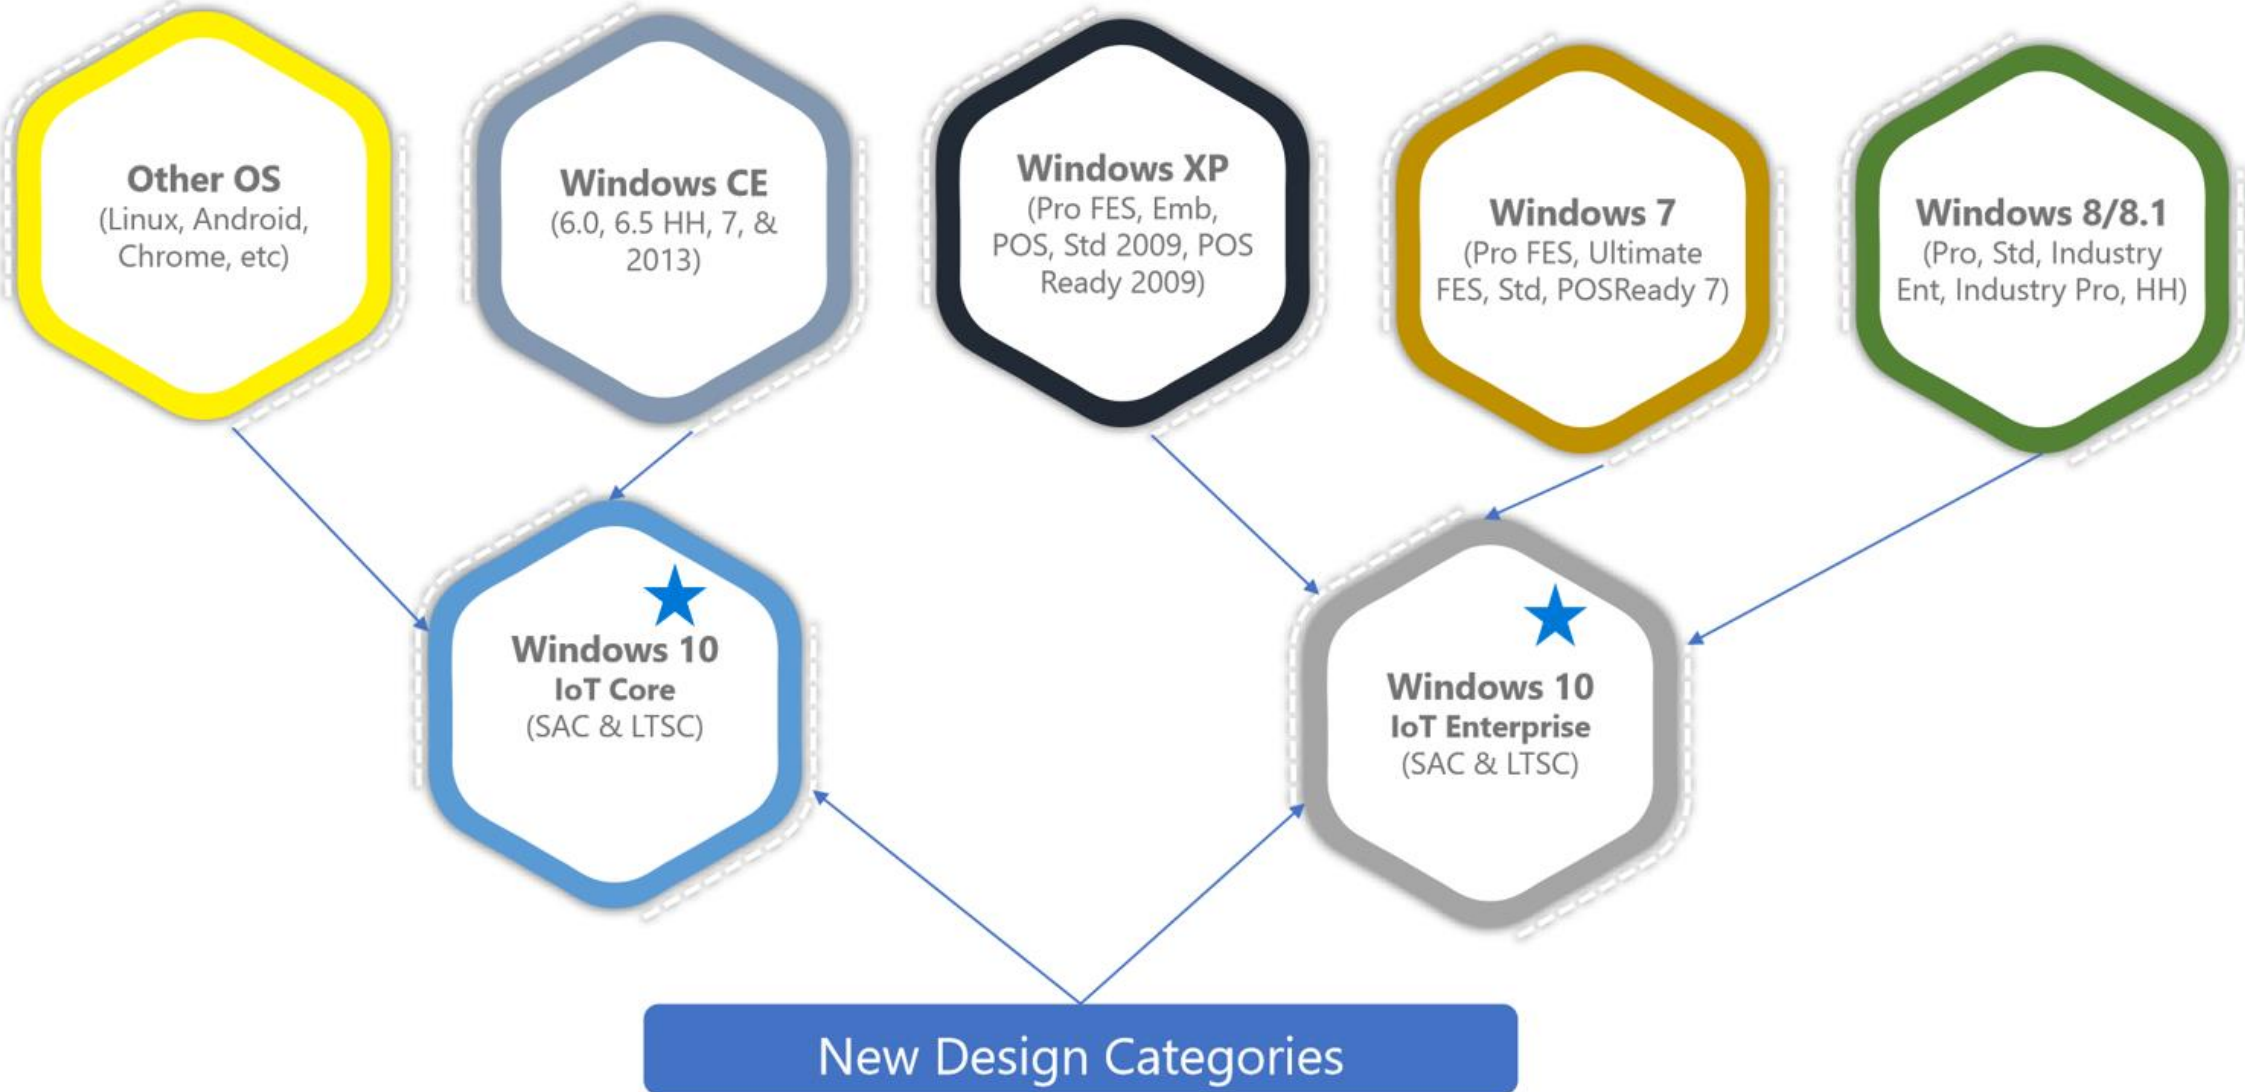 Other OS
(Linux, Android,
Chrome, etc)
Windows CE
(6.0, 6.5 HH, 7, &
2013)
Windows XP
(Pro FES, Emb,
POS, Std 2009, POS
Ready 2009)
Windows 7
(Pro FES, Ultimate
FES, Std, POSReady 7)
Windows 8/8.1
(Pro, Std, Industry
Ent, Industry Pro, HH)
Windows 10
IoT Core
(SAC & LTSC)
Windows 10
IoT Enterprise
(SAC & LTSC)
New Design Categories